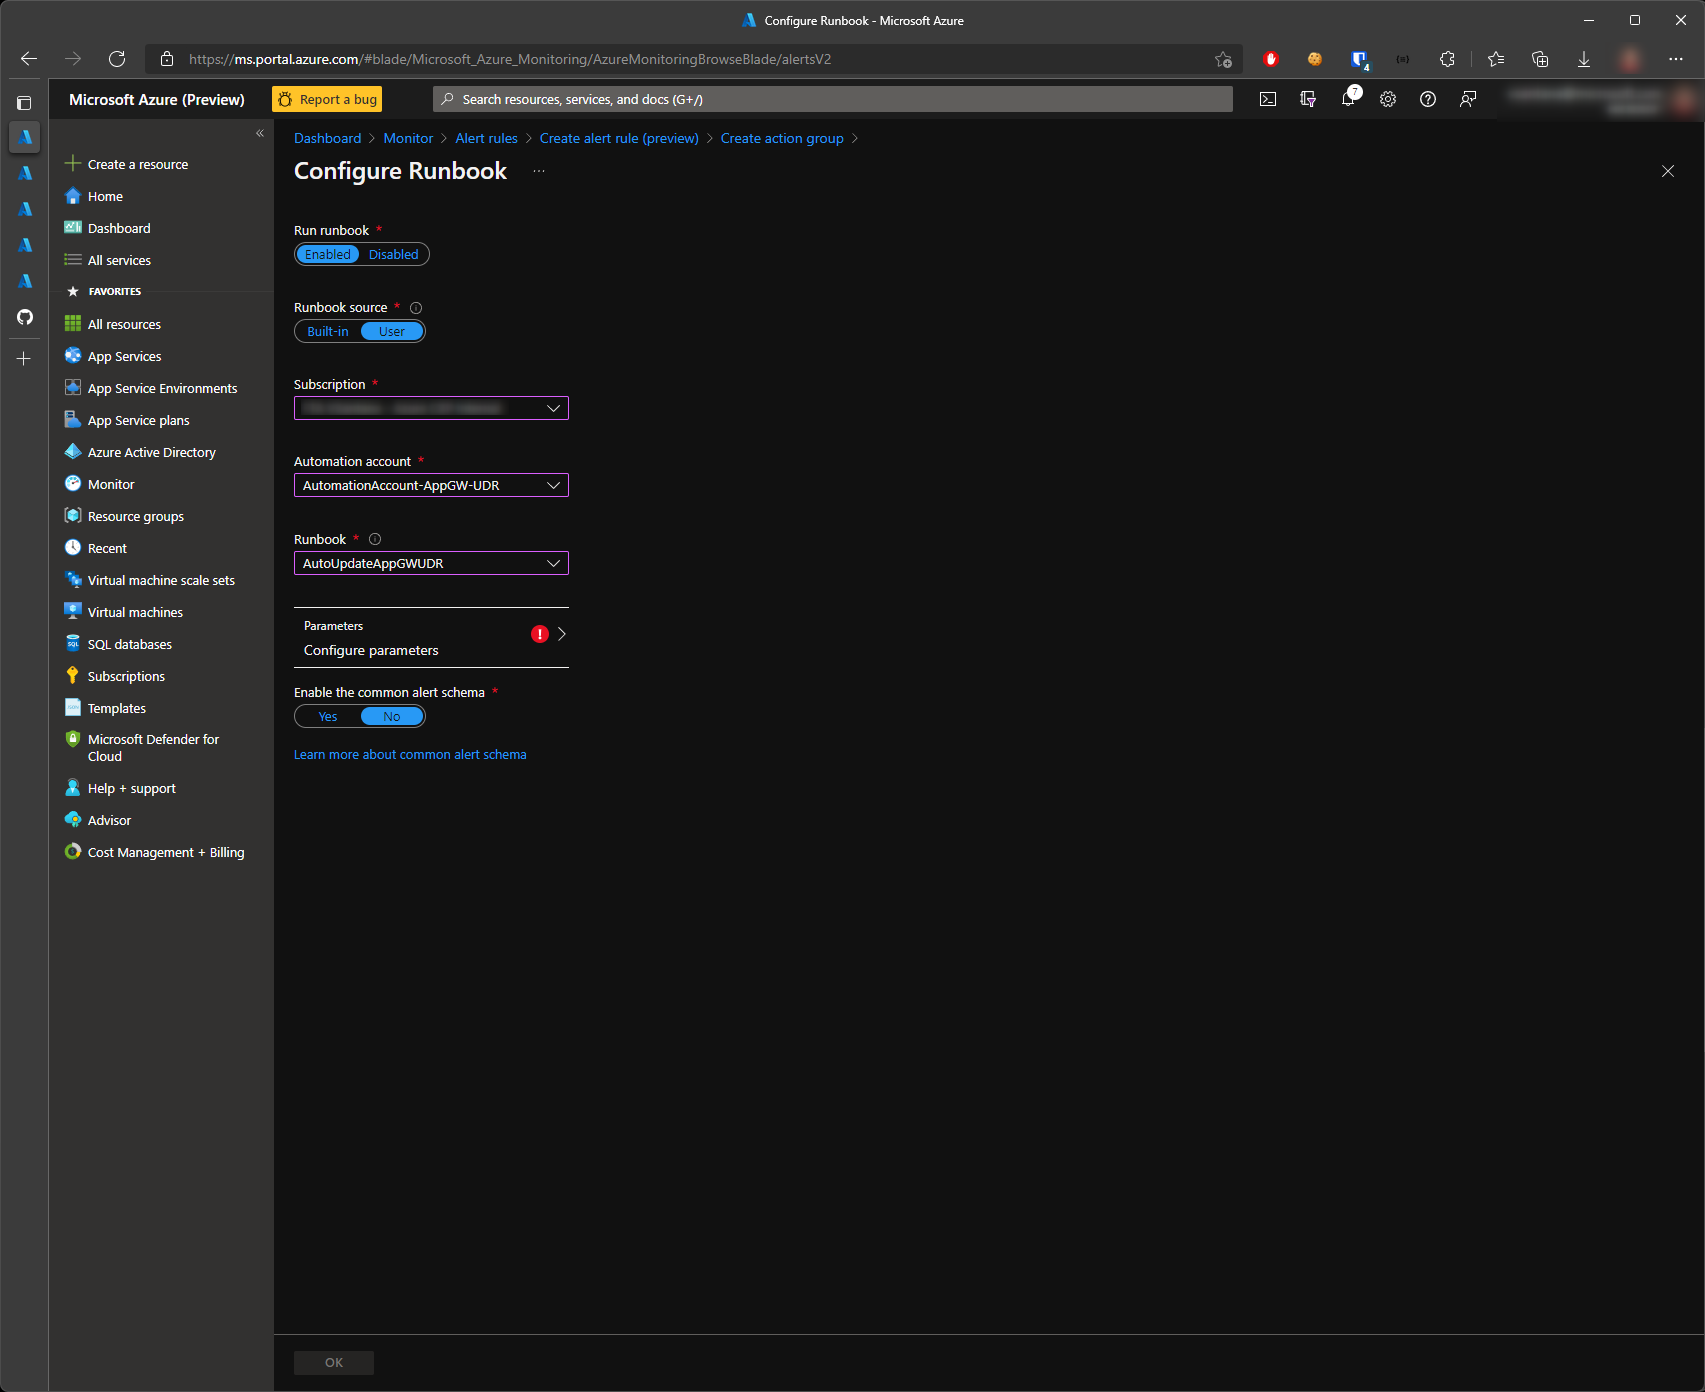 Configure Runbook - Microsoft Azure
https://ms.portal.azure.com/#blade/Microsoft_Azure_Monitoring/AzureMonitoringBrowseBlade/alertsV2
4
Microsoft Azure (Preview)
Report a bug
Search resources, services, and docs (G+/)
7
Dashboard > Monitor > Alert rules > Create alert rule (preview) > Create action group >
Configure Runbook ...
Create a resource
Home
Dashboard
All services
FAVORITES
All resources
App Services
App Service Environments
App Service plans
Azure Active Directory
Monitor
Resource groups
Recent
Virtual machine scale sets
Virtual machines
SQL databases
Subscriptions
Templates
Microsoft Defender for
Cloud
Help + support
Advisor
Cost Management + Billing
Run runbook *
Enabled Disabled
Runbook source *
Built-in User
Subscription *
Automation account *
AutomationAccount-AppGW-UDR
Runbook *
AutoUpdateAppGWUDR
Parameters
Configure parameters
Enable the common alert schema *
Yes No
Learn more about common alert schema
OK